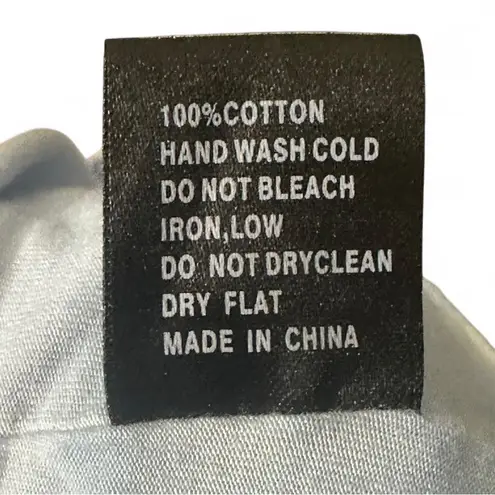 100%COTTON
HAND WASH COLD
DO NOT BLEACH
IRON,LOW
DO NOT DRYCLEAN
DRY FLAT
MADE IN CHINA